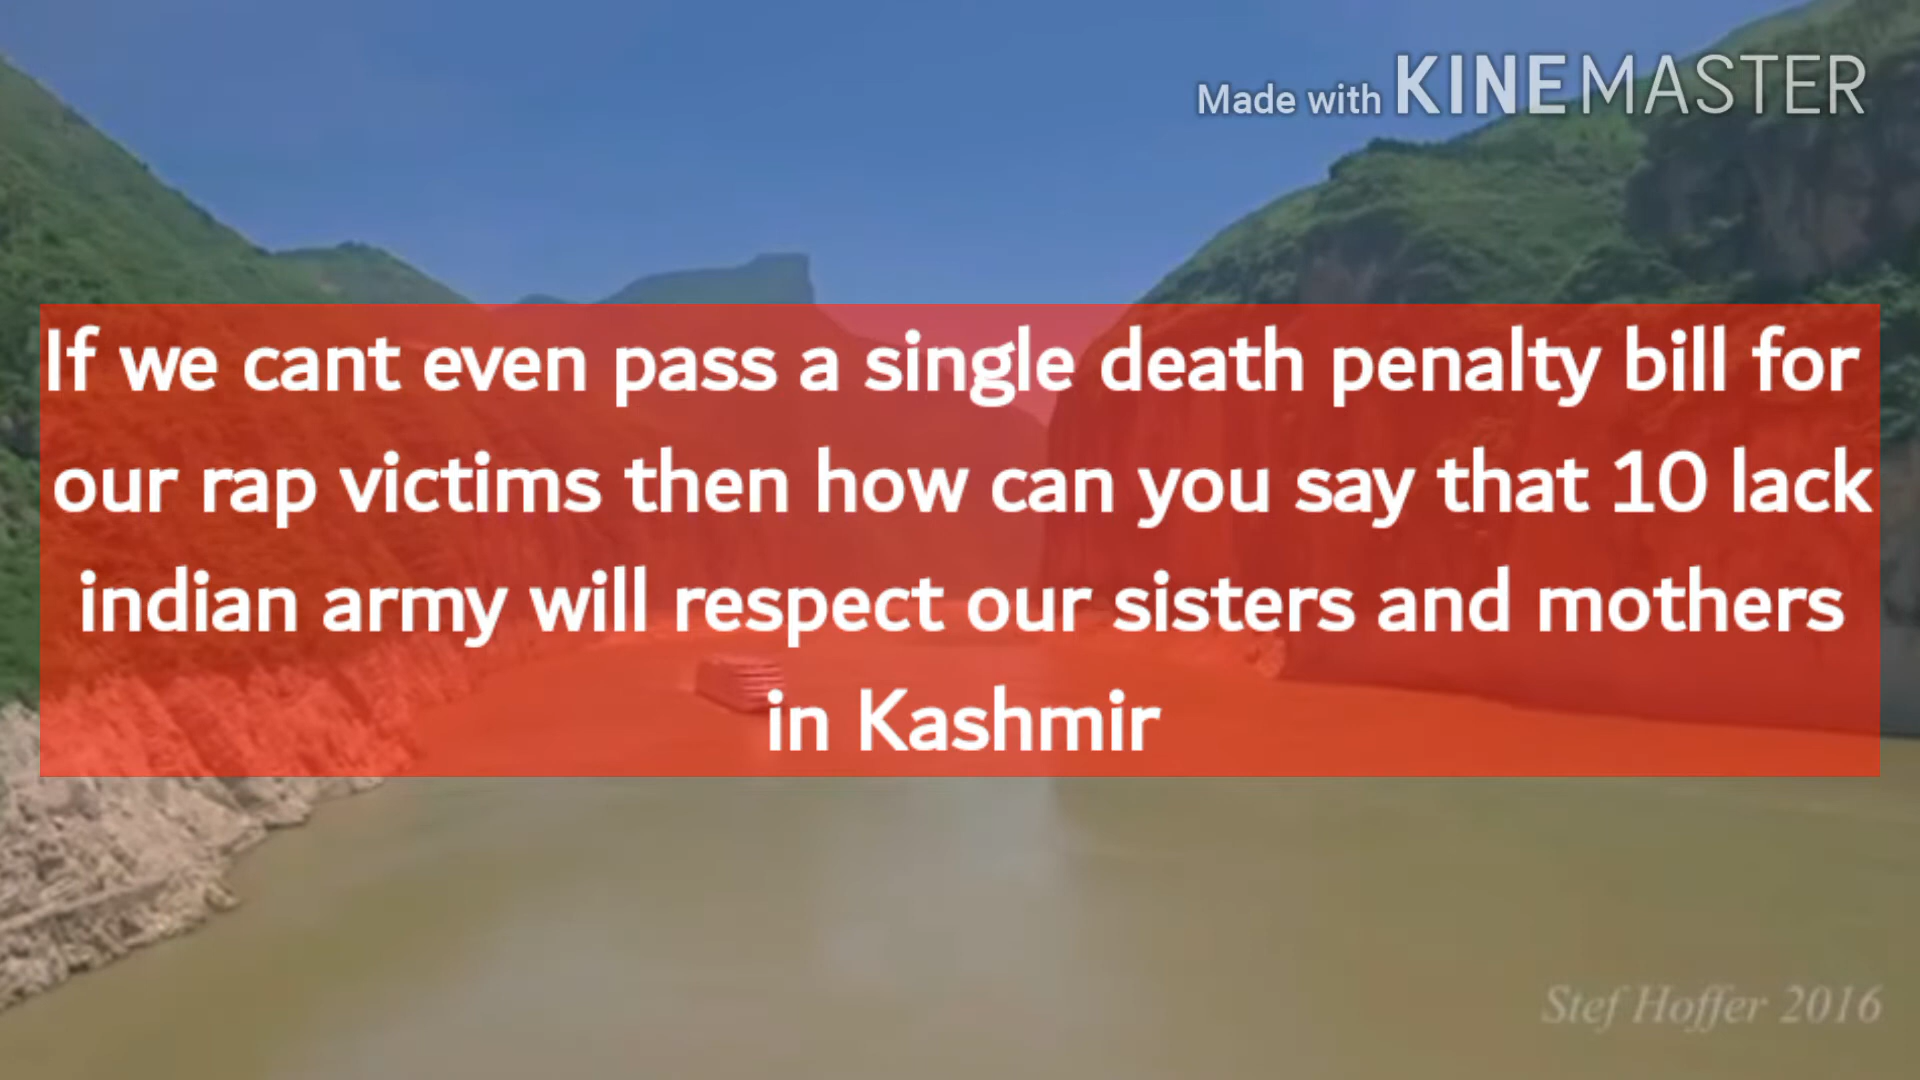 Made with KINEMASTER
If we cant even pass a single death penalty bill for
our rap victims then how can you say that 10 lack
indian army will respect our sisters and mothers
in Kashmir
Stef Hoffer 2016